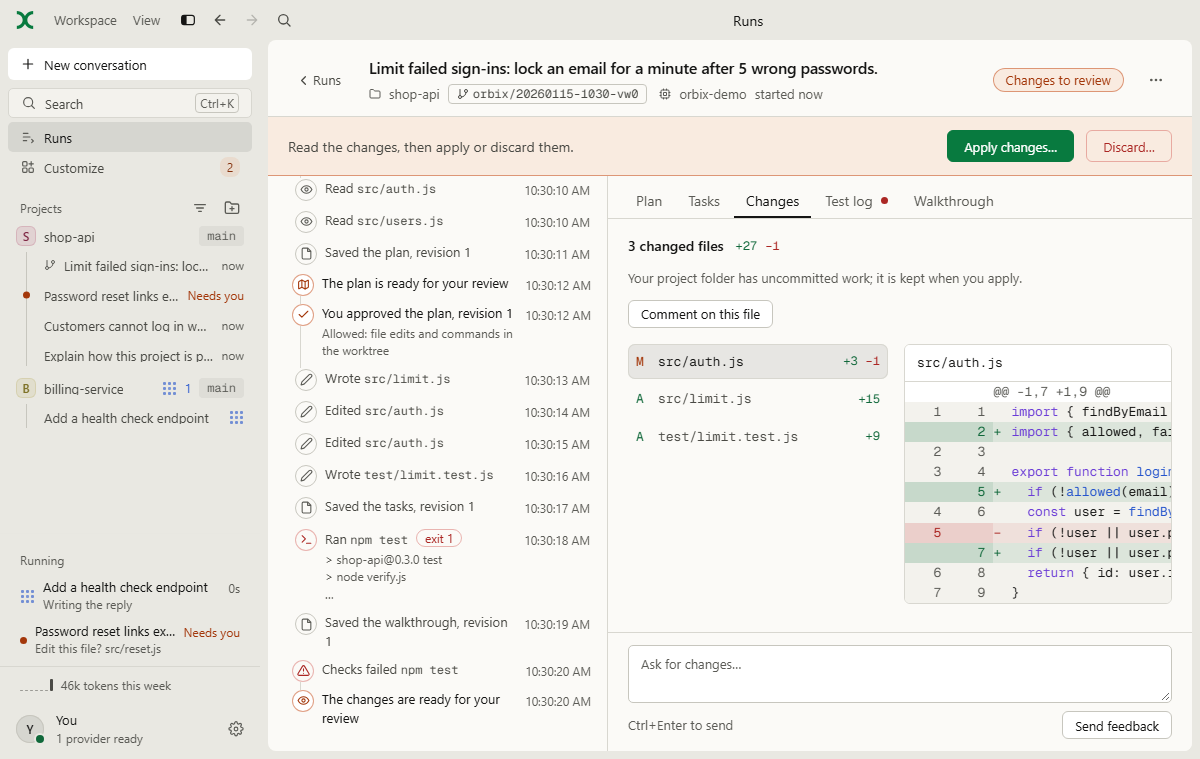 Workspace View
Runs
New conversation
Search Ctrl+K
Runs
Customize 2
Projects
S shop-api main
Limit failed sign-ins: loc... now
Password reset links e... Needs you
Customers cannot log in w... now
Explain how this project is p... now
B billing-service 1 main
Add a health check endpoint
Running
Add a health check endpoint 0s
Writing the reply
Password reset links ex... Needs you
Edit this file? src/reset.js
46k tokens this week
Y You
1 provider ready
Runs
Limit failed sign-ins: lock an email for a minute after 5 wrong passwords.
shop-api orbix/20260115-1030-vw0 orbix-demo started now
Changes to review
Read the changes, then apply or discard them.
Apply changes... Discard...
Read src/auth.js 10:30:10 AM
Read src/users.js 10:30:10 AM
Saved the plan, revision 1 10:30:11 AM
The plan is ready for your review 10:30:12 AM
You approved the plan, revision 1 10:30:12 AM
Allowed: file edits and commands in
the worktree
Wrote src/limit.js 10:30:13 AM
Edited src/auth.js 10:30:14 AM
Edited src/auth.js 10:30:15 AM
Wrote test/limit.test.js 10:30:16 AM
Saved the tasks, revision 1 10:30:17 AM
Ran npm test exit 1 10:30:18 AM
> shop-api@0.3.0 test
> node verify.js
...
Saved the walkthrough, revision 10:30:19 AM
1
Checks failed npm test 10:30:20 AM
The changes are ready for your 10:30:20 AM
review
Plan Tasks Changes Test log Walkthrough
3 changed files +27 −1
Your project folder has uncommitted work; it is kept when you apply.
Comment on this file
M src/auth.js +3 −1
A src/limit.js +15
A test/limit.test.js +9
src/auth.js
@@ -1,7 +1,9 @@
1 1 import { findByEmail
2 + import { allowed, fai
2 3
3 4 export function login
5 + if (!allowed(email
4 6 const user = findBy
5 − if (!user || user.p
7 + if (!user || user.p
6 8 return { id: user.i
7 9 }
Ask for changes...
Ctrl+Enter to send
Send feedback